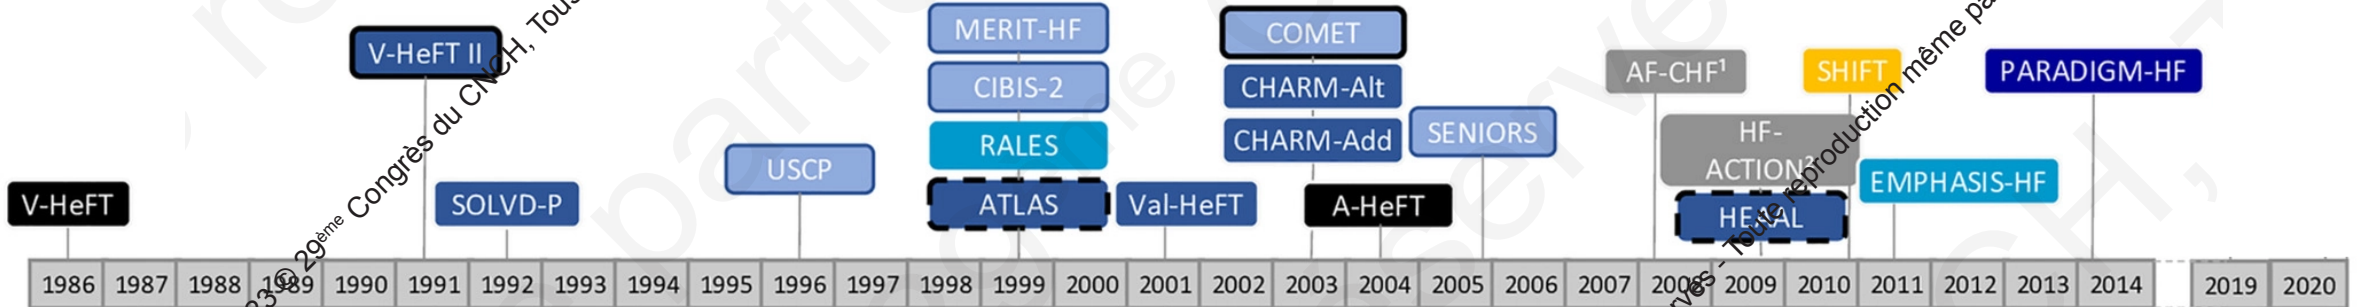 MERIT-HF
COMET
V-HeFT II
AF-CHF¹
SHIFT
PARADIGM-HF
CIBIS-2
CHARM-Alt
HF-
ACTION²
RALES
CHARM-Add
SENIORS
USCP
EMPHASIS-HF
V-HeFT
SOLVD-P
ATLAS
Val-HeFT
A-HeFT
HEAAL
1986 1987 1988 1989 1990 1991 1992 1993 1994 1995 1996 1997 1998 1999 2000 2001 2002 2003 2004 2005 2006 2007 2008 2009 2010 2011 2012 2013 2014 2019 2020
23 © 29ème Congrès du CNCH, Tous
rvés - Toute reproduction même pa